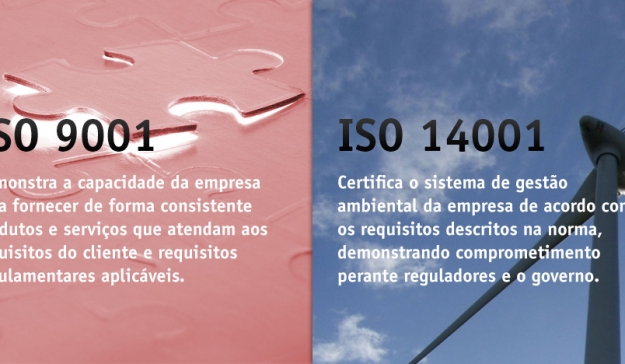 SO 9001
monstra a capacidade da empresa
a fornecer de forma consistente
dutos e serviços que atendam aos
uisitos do cliente e requisitos
ulamentares aplicáveis.
ISO 14001
Certifica o sistema de gestão
ambiental da empresa de acordo com
os requisitos descritos na norma,
demonstrando comprometimento
perante reguladores e o governo.